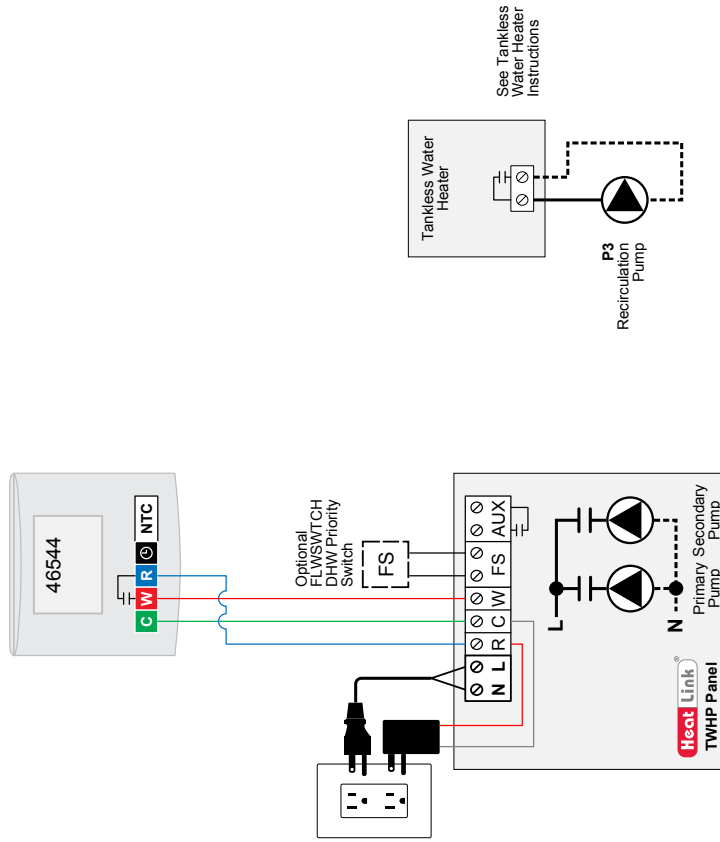 46544
C W R NTC
Optional
FLWSWTCH
DHW Priority
Switch
FS
N L R C W FS AUX
L
N
Primary Pump
Secondary Pump
Heat Link®
TWHP Panel
Tankless Water
Heater
See Tankless
Water Heater
Instructions
P3
Recirculation
Pump